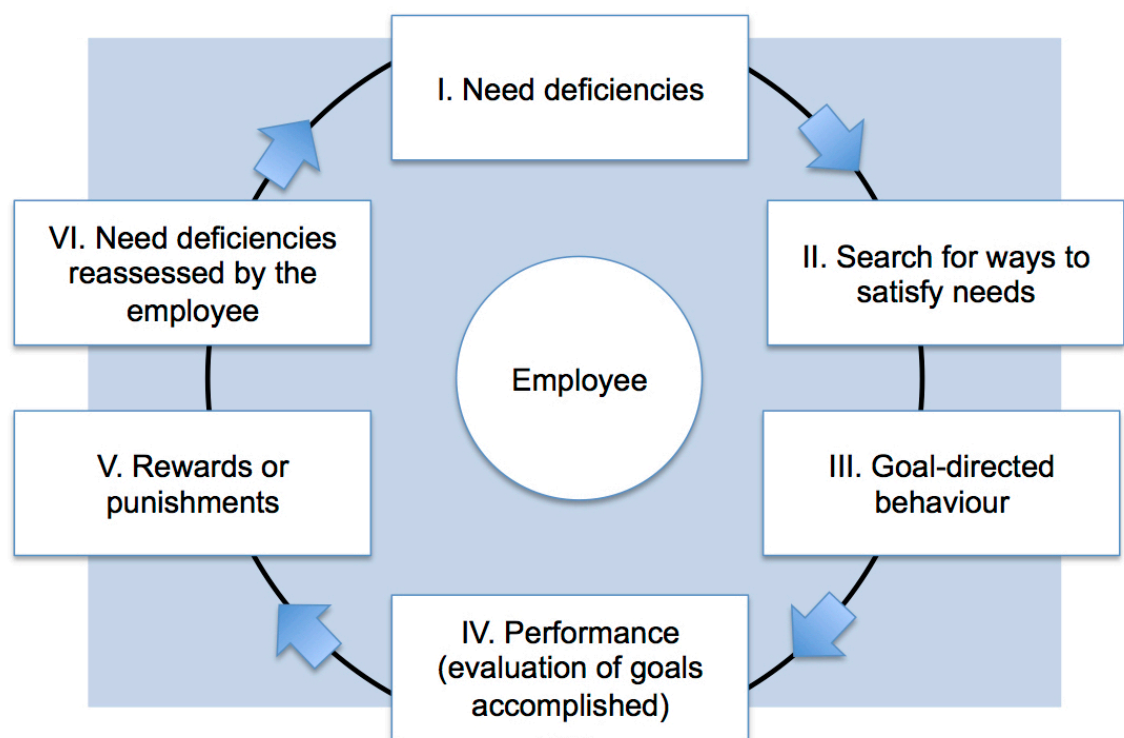 I. Need deficiencies
II. Search for ways to
satisfy needs
III. Goal-directed
behaviour
IV. Performance
(evaluation of goals
accomplished)
V. Rewards or
punishments
VI. Need deficiencies
reassessed by the
employee
Employee